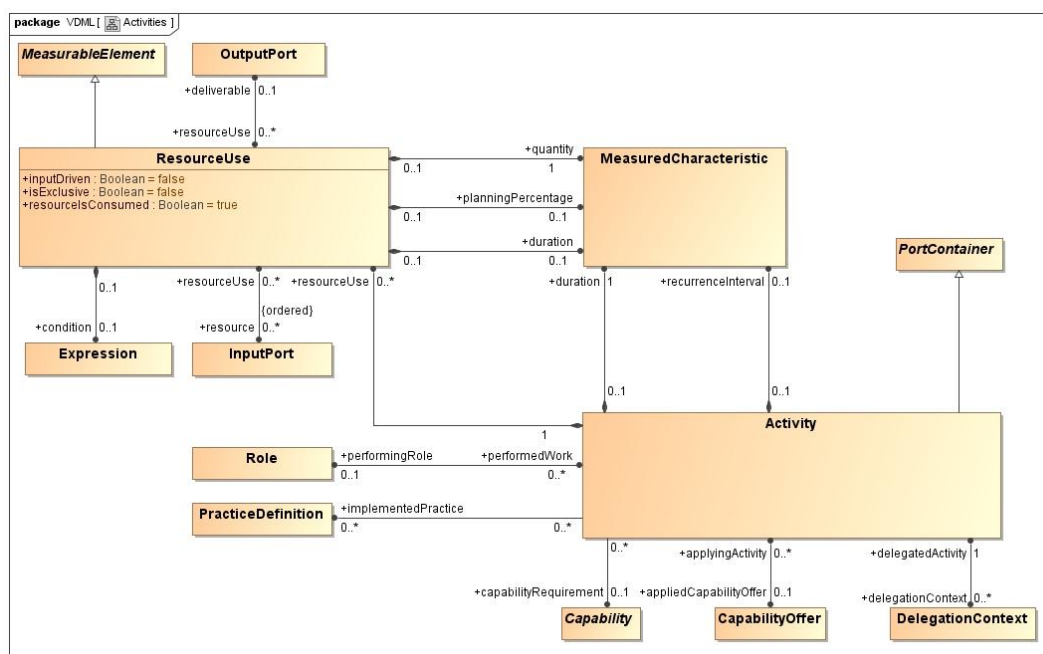 package VDML [ Activities ]
MeasurableElement
OutputPort
+deliverable 0..1
+resourceUse 0..*
ResourceUse
+inputDriven : Boolean = false
+isExclusive : Boolean = false
+resourceIsConsumed : Boolean = true
+quantity
0..1 1
+planningPercentage
0..1 0..1
+duration
0..1 0..1
MeasuredCharacteristic
PortContainer
+resourceUse 0..* +resourceUse 0..*
+duration 1 +recurrenceInterval 0..1
0..1
{ordered}
+condition 0..1 +resource 0..*
Expression
InputPort
0..1 0..1
1
Activity
Role
+performingRole +performedWork
0..1 0..*
PracticeDefinition
+implementedPractice
0..* 0..*
0..* +applyingActivity 0..* +delegatedActivity 1
+capabilityRequirement 0..1 +appliedCapabilityOffer 0..1 +delegationContext 0..*
Capability
CapabilityOffer
DelegationContext